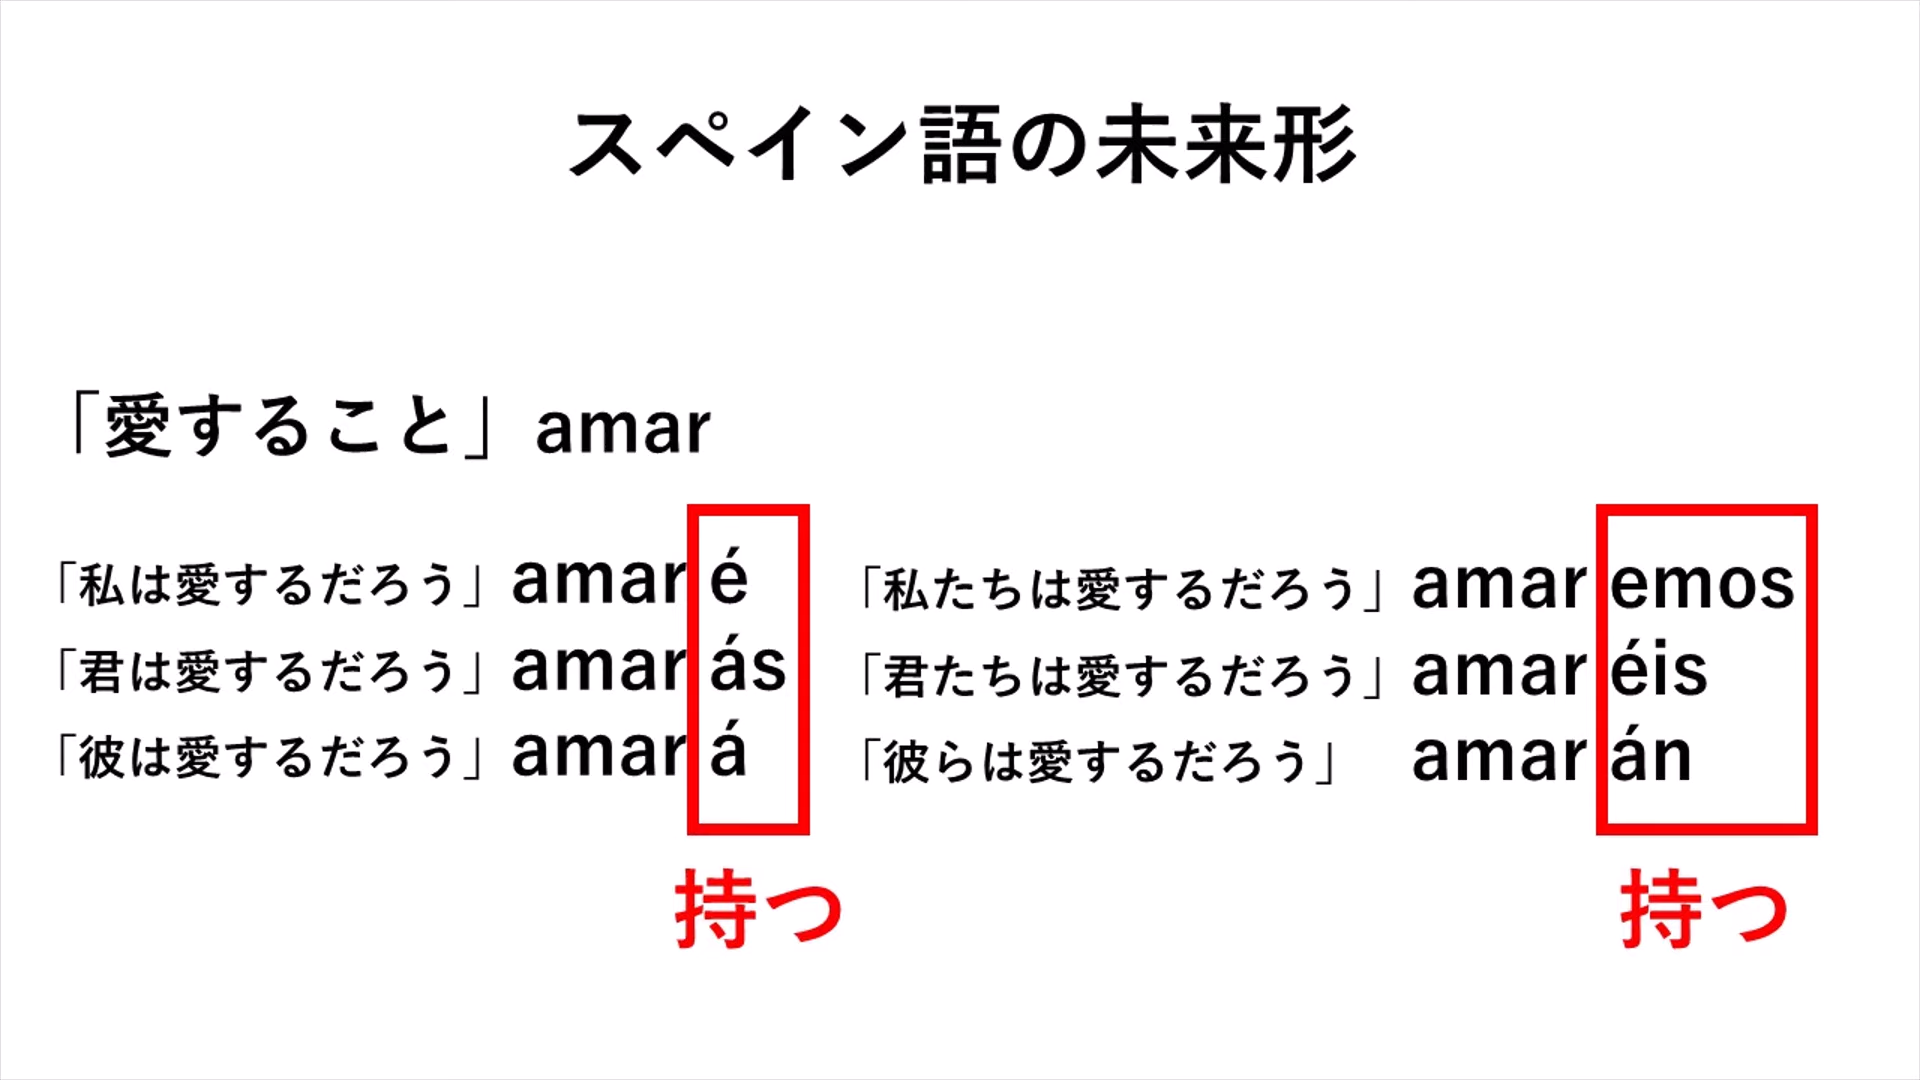 スペイン語の未来形
「愛すること」amar
「私は愛するだろう」amar é
「君は愛するだろう」amar ás
「彼は愛するだろう」amar á
持つ
「私たちは愛するだろう」amar emos
「君たちは愛するだろう」amar éis
「彼らは愛するだろう」 amar án
持つ